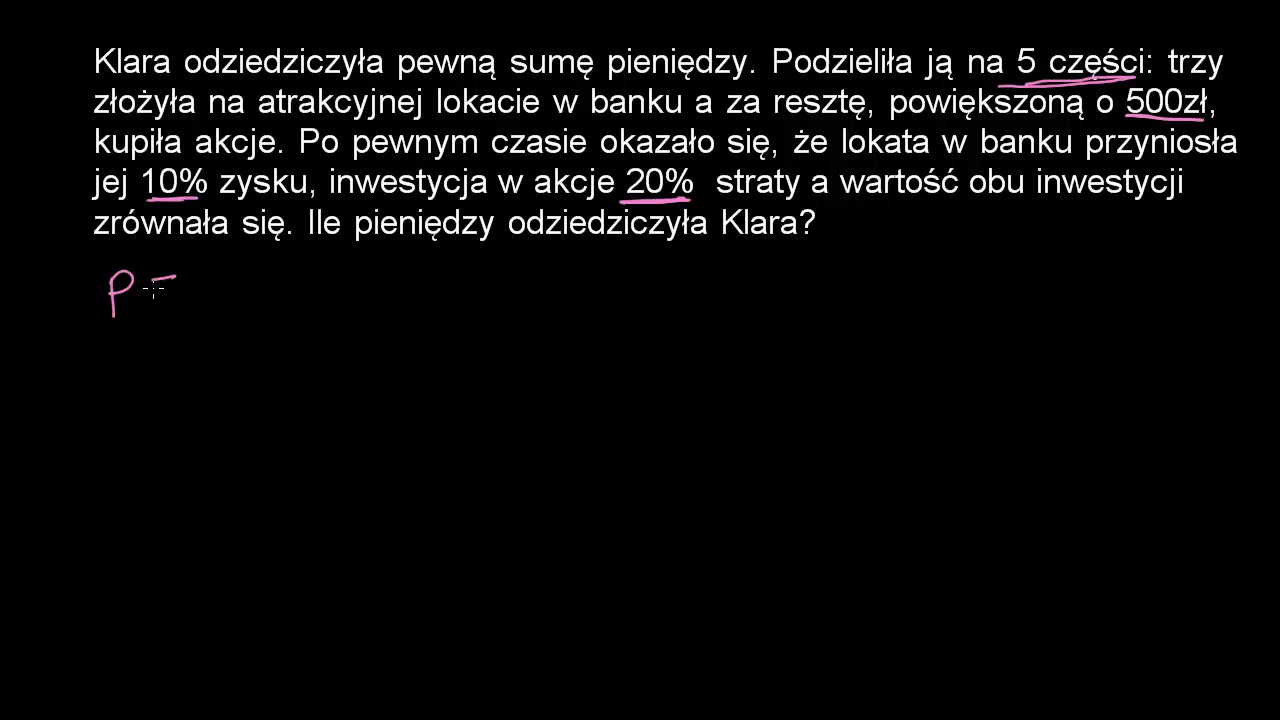 Klara odziedziczyła pewną sumę pieniędzy. Podzieliła ją na 5 części: trzy
złożyła na atrakcyjnej lokacie w banku a za resztę, powiększoną o 500zł,
kupiła akcje. Po pewnym czasie okazało się, że lokata w banku przyniosła
jej 10% zysku, inwestycja w akcje 20% straty a wartość obu inwestycji
zrównała się. Ile pieniędzy odziedziczyła Klara?
P -